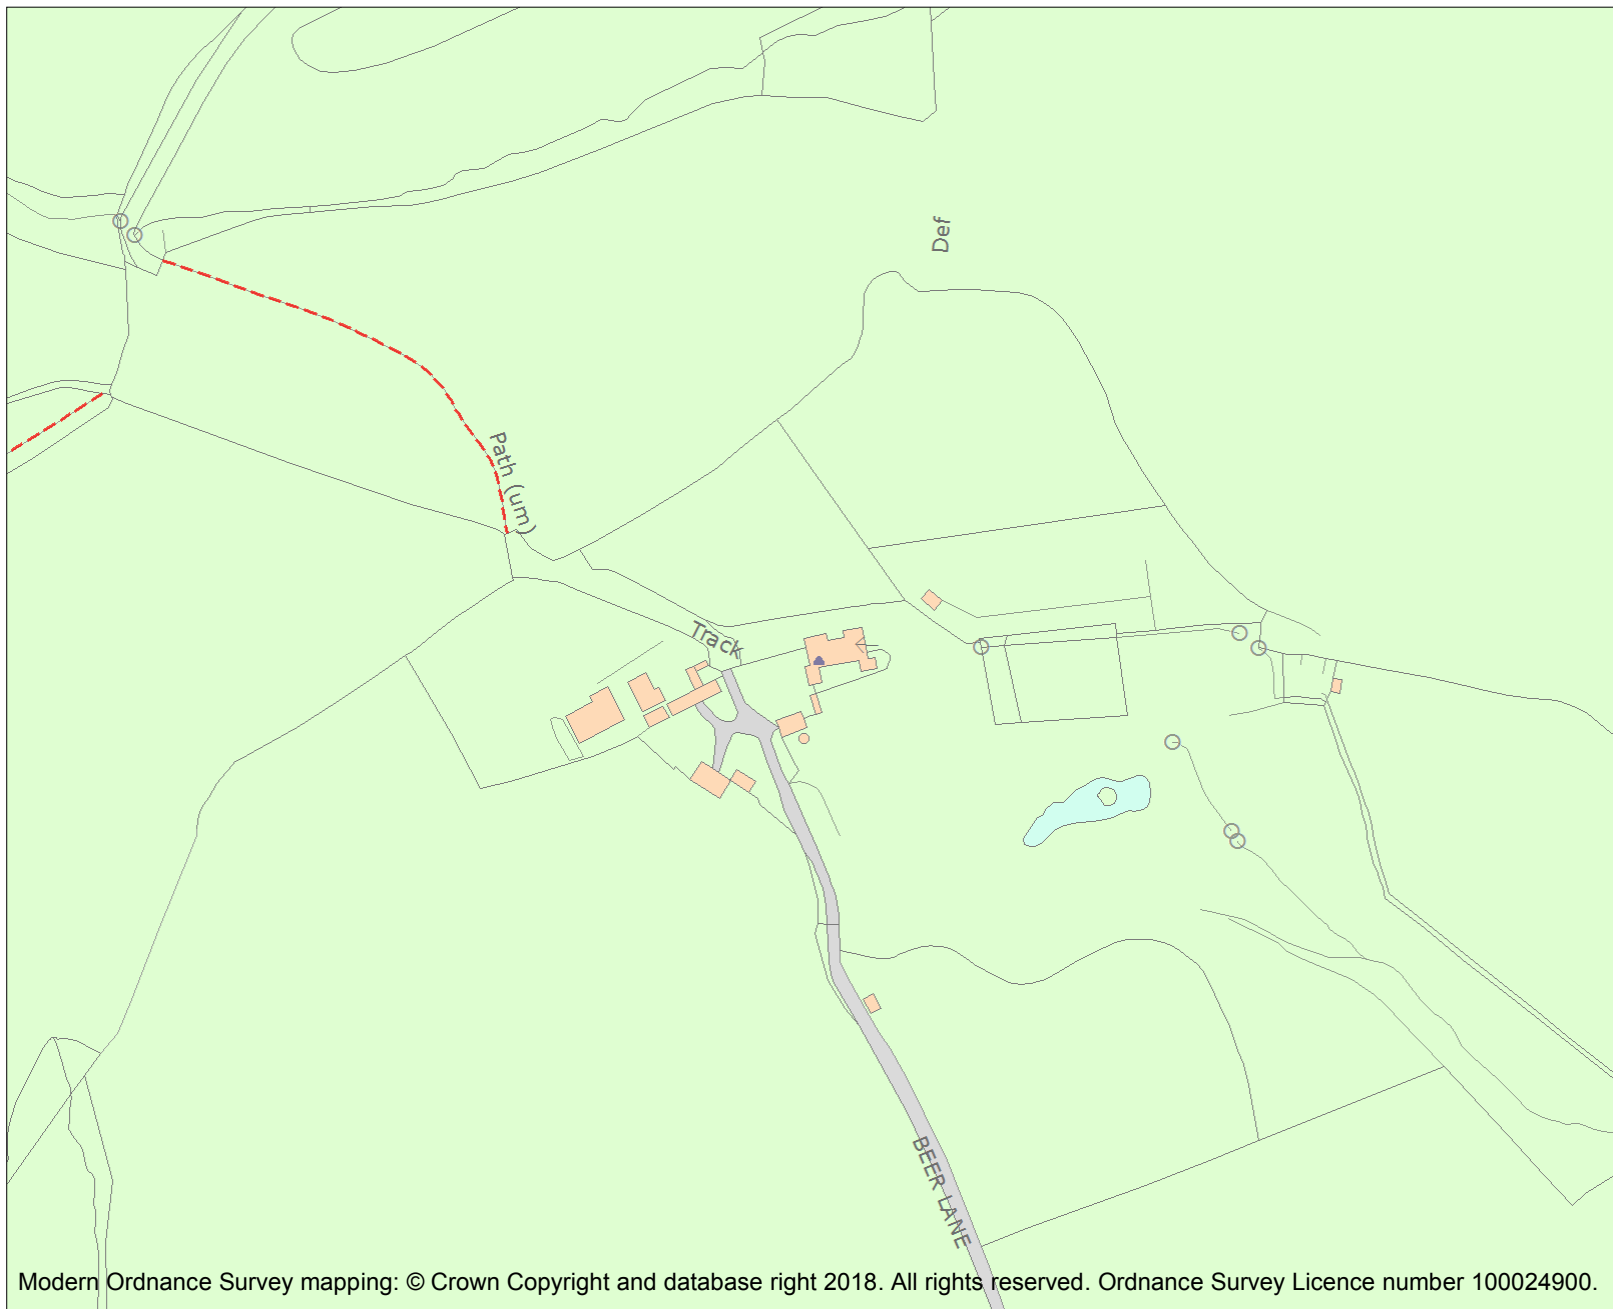 Def
Path (um)
Track
BEER LANE
Modern Ordnance Survey mapping: © Crown Copyright and database right 2018. All rights reserved. Ordnance Survey Licence number 100024900.